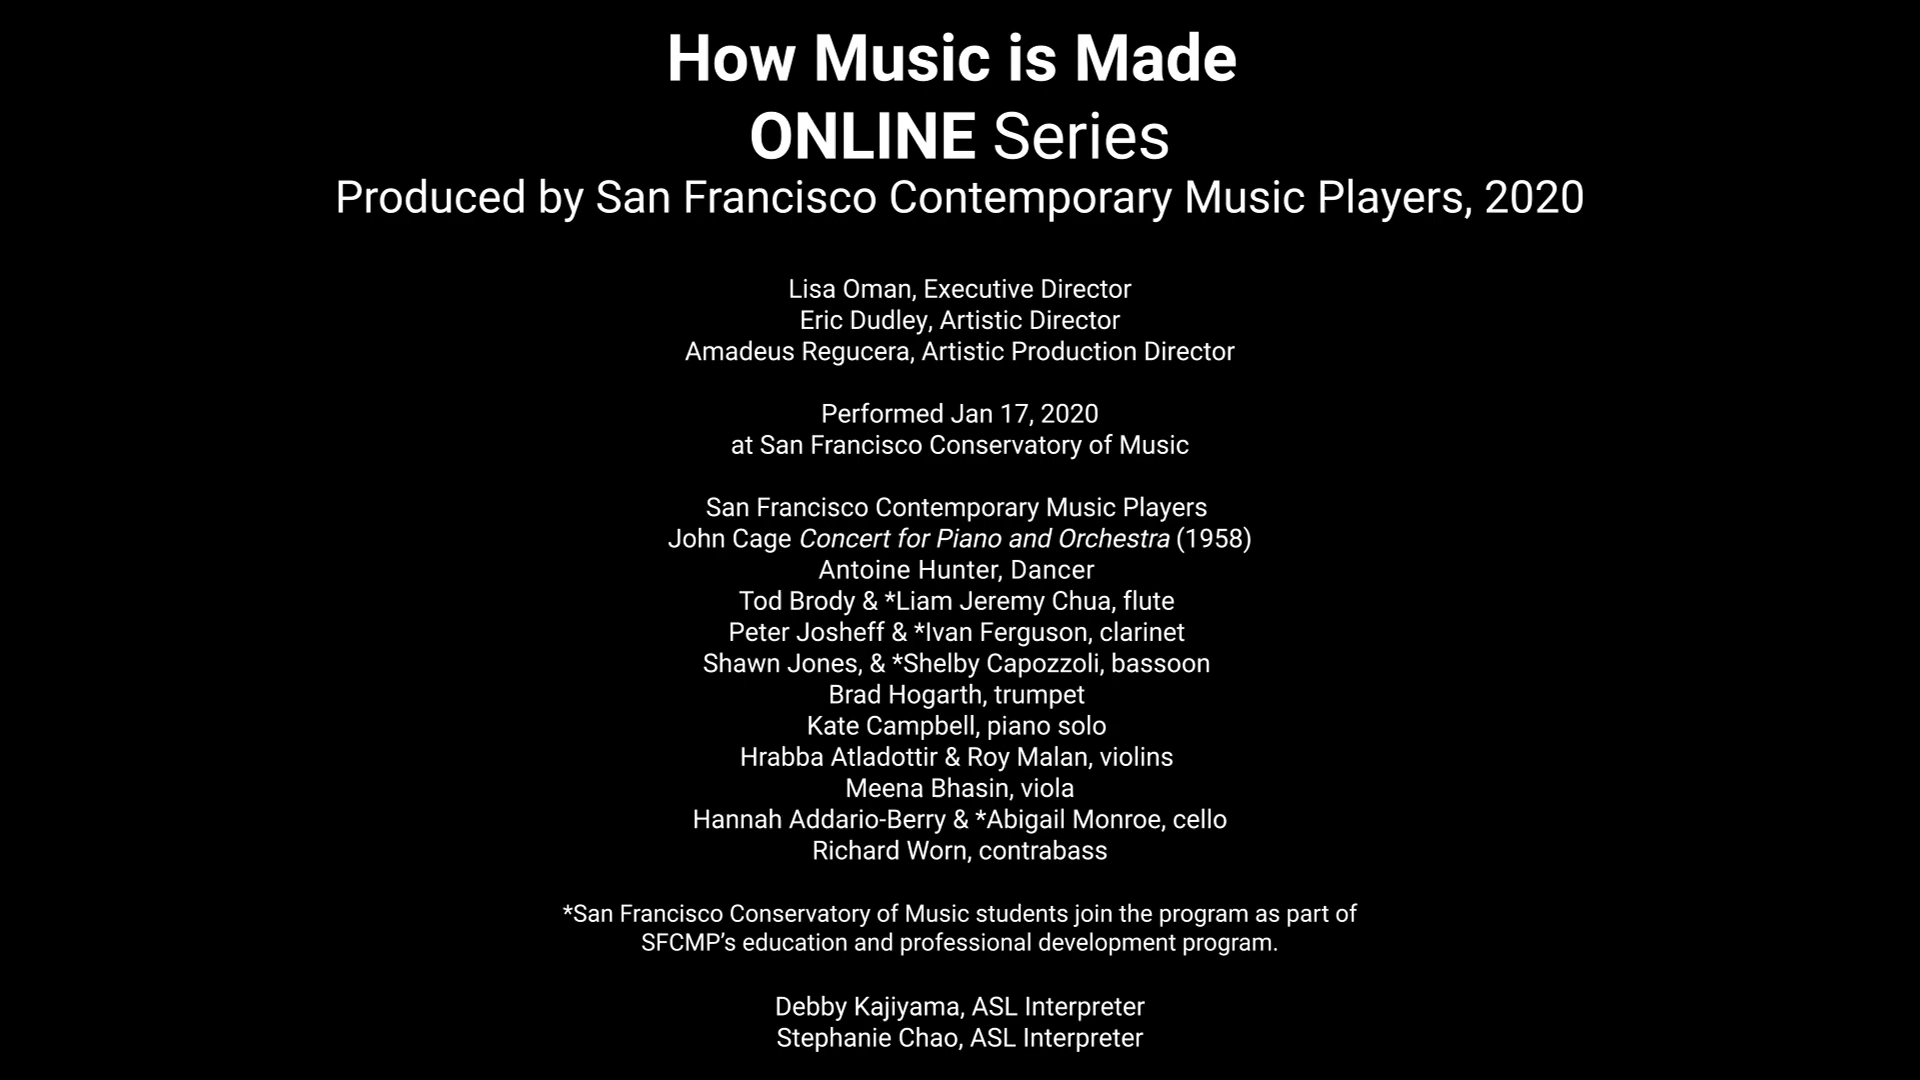 How Music is Made
ONLINE Series
Produced by San Francisco Contemporary Music Players, 2020
Lisa Oman, Executive Director
Eric Dudley, Artistic Director
Amadeus Regucera, Artistic Production Director
Performed Jan 17, 2020
at San Francisco Conservatory of Music
San Francisco Contemporary Music Players
John Cage Concert for Piano and Orchestra (1958)
Antoine Hunter, Dancer
Tod Brody & *Liam Jeremy Chua, flute
Peter Josheff & *Ivan Ferguson, clarinet
Shawn Jones, & *Shelby Capozzoli, bassoon
Brad Hogarth, trumpet
Kate Campbell, piano solo
Hrabba Atladottir & Roy Malan, violins
Meena Bhasin, viola
Hannah Addario-Berry & *Abigail Monroe, cello
Richard Worn, contrabass
*San Francisco Conservatory of Music students join the program as part of
SFCMP’s education and professional development program.
Debby Kajiyama, ASL Interpreter
Stephanie Chao, ASL Interpreter